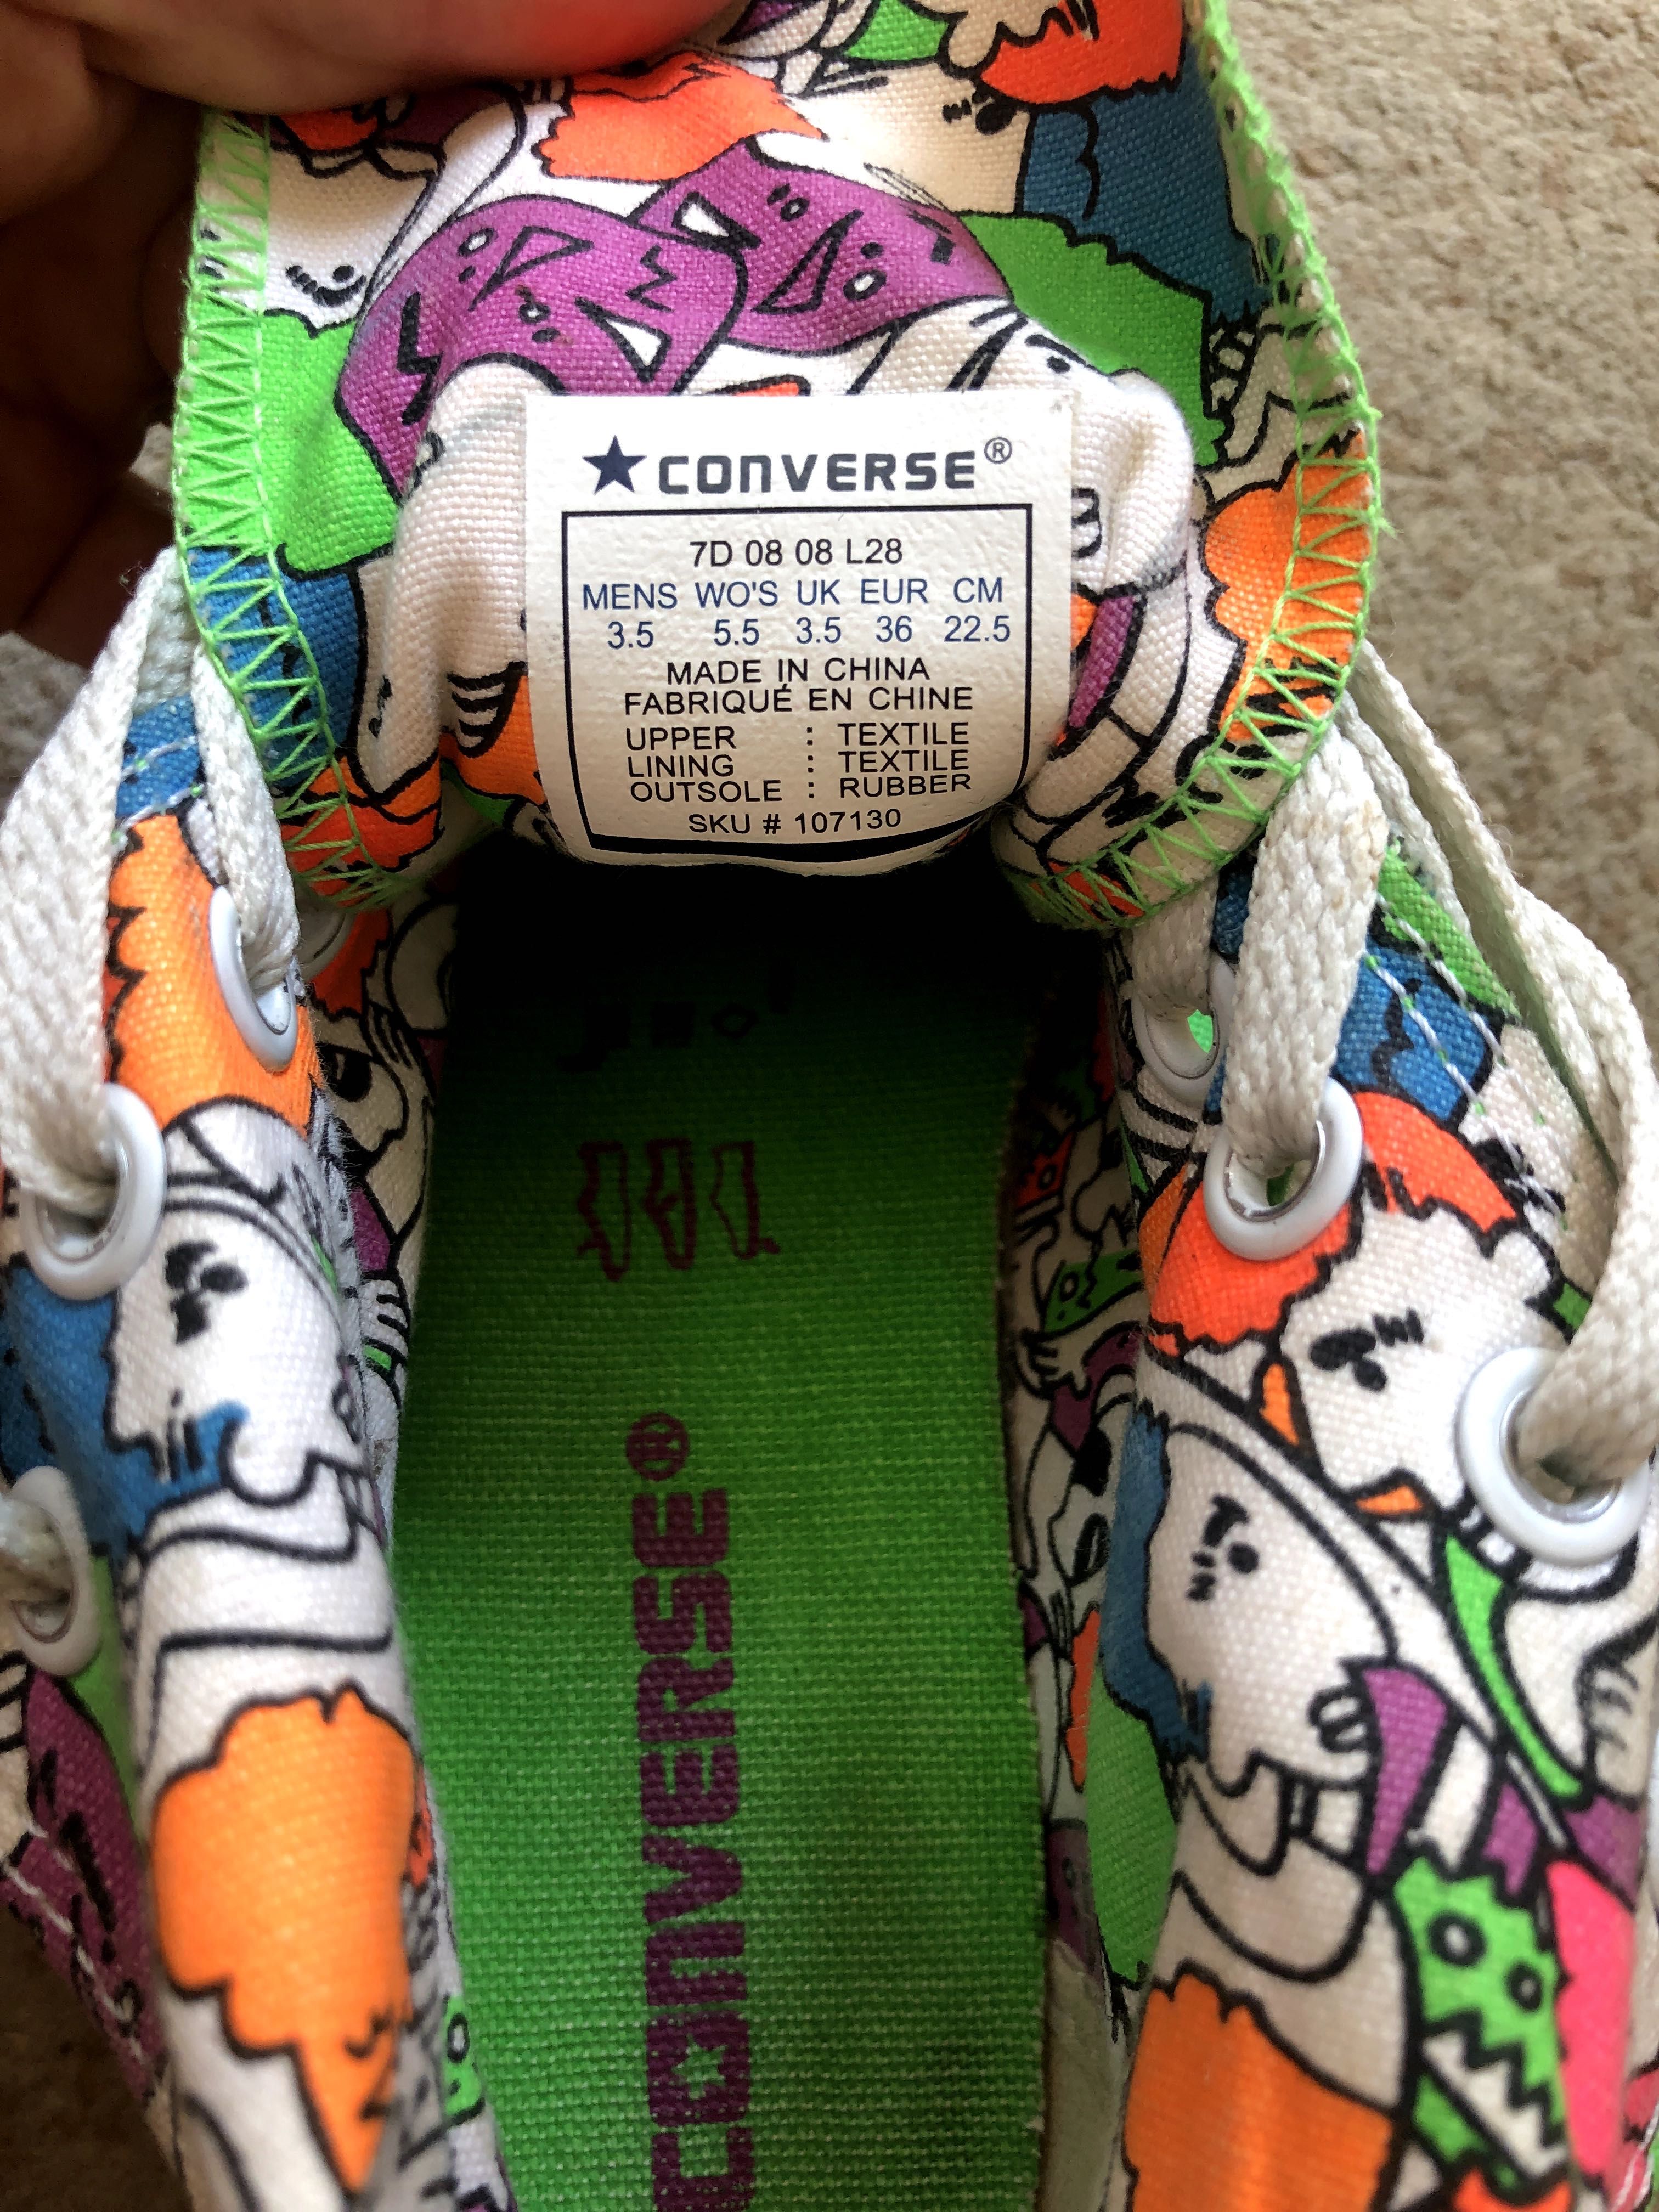 CONVERSE®
7D 08 08 L28
MENS WO'S UK EUR CM
3.5 5.5 3.5 36 22.5
MADE IN CHINA
FABRIQUÉ EN CHINE
UPPER : TEXTILE
LINING : TEXTILE
OUTSOLE : RUBBER
SKU # 107130
CONVERSE®